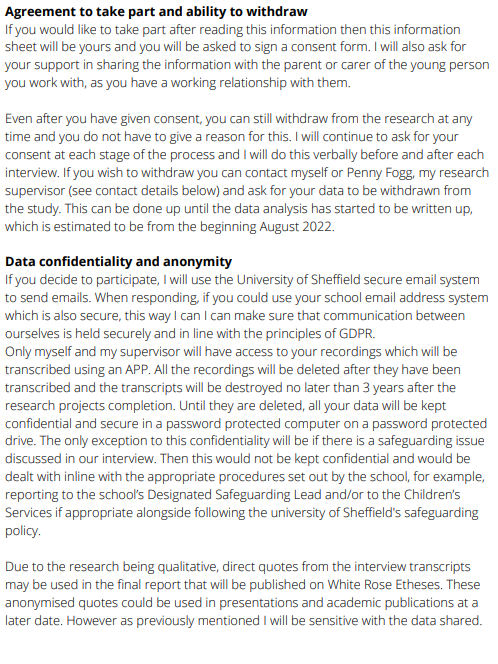 Agreement to take part and ability to withdraw
If you would like to take part after reading this information then this information
sheet will be yours and you will be asked to sign a consent form. I will also ask for
your support in sharing the information with the parent or carer of the young person
you work with, as you have a working relationship with them.
Even after you have given consent, you can still withdraw from the research at any
time and you do not have to give a reason for this. I will continue to ask for your
consent at each stage of the process and I will do this verbally before and after each
interview. If you wish to withdraw you can contact myself or Penny Fogg, my research
supervisor (see contact details below) and ask for your data to be withdrawn from
the study. This can be done up until the data analysis has started to be written up,
which is estimated to be from the beginning August 2022.
Data confidentiality and anonymity
If you decide to participate, I will use the University of Sheffield secure email system
to send emails. When responding, if you could use your school email address system
which is also secure, this way I can I can make sure that communication between
ourselves is held securely and in line with the principles of GDPR.
Only myself and my supervisor will have access to your recordings which will be
transcribed using an APP. All the recordings will be deleted after they have been
transcribed and the transcripts will be destroyed no later than 3 years after the
research projects completion. Until they are deleted, all your data will be kept
confidential and secure in a password protected computer on a password protected
drive. The only exception to this confidentiality will be if there is a safeguarding issue
discussed in our interview. Then this would not be kept confidential and would be
dealt with inline with the appropriate procedures set out by the school, for example,
reporting to the school's Designated Safeguarding Lead and/or to the Children's
Services if appropriate alongside following the university of Sheffield's safeguarding
policy.
Due to the research being qualitative, direct quotes from the interview transcripts
may be used in the final report that will be published on White Rose Etheses. These
anonymised quotes could be used in presentations and academic publications at a
later date. However as previously mentioned I will be sensitive with the data shared.